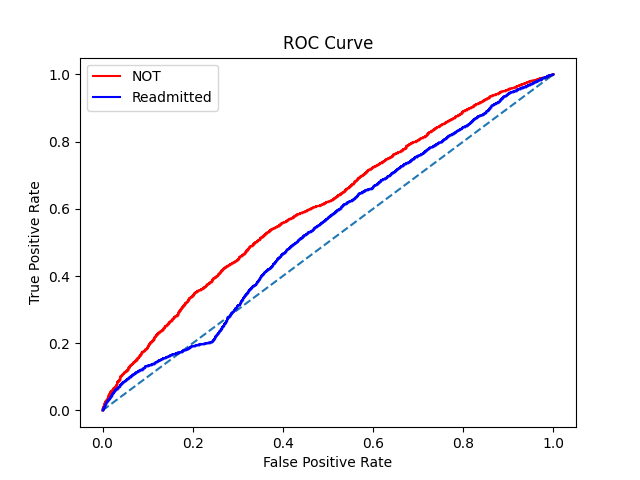 ROC Curve
NOT
Readmitted
1.0
0.8
0.6
0.4
0.2
0.0
True Positive Rate
0.0 0.2 0.4 0.6 0.8 1.0
False Positive Rate